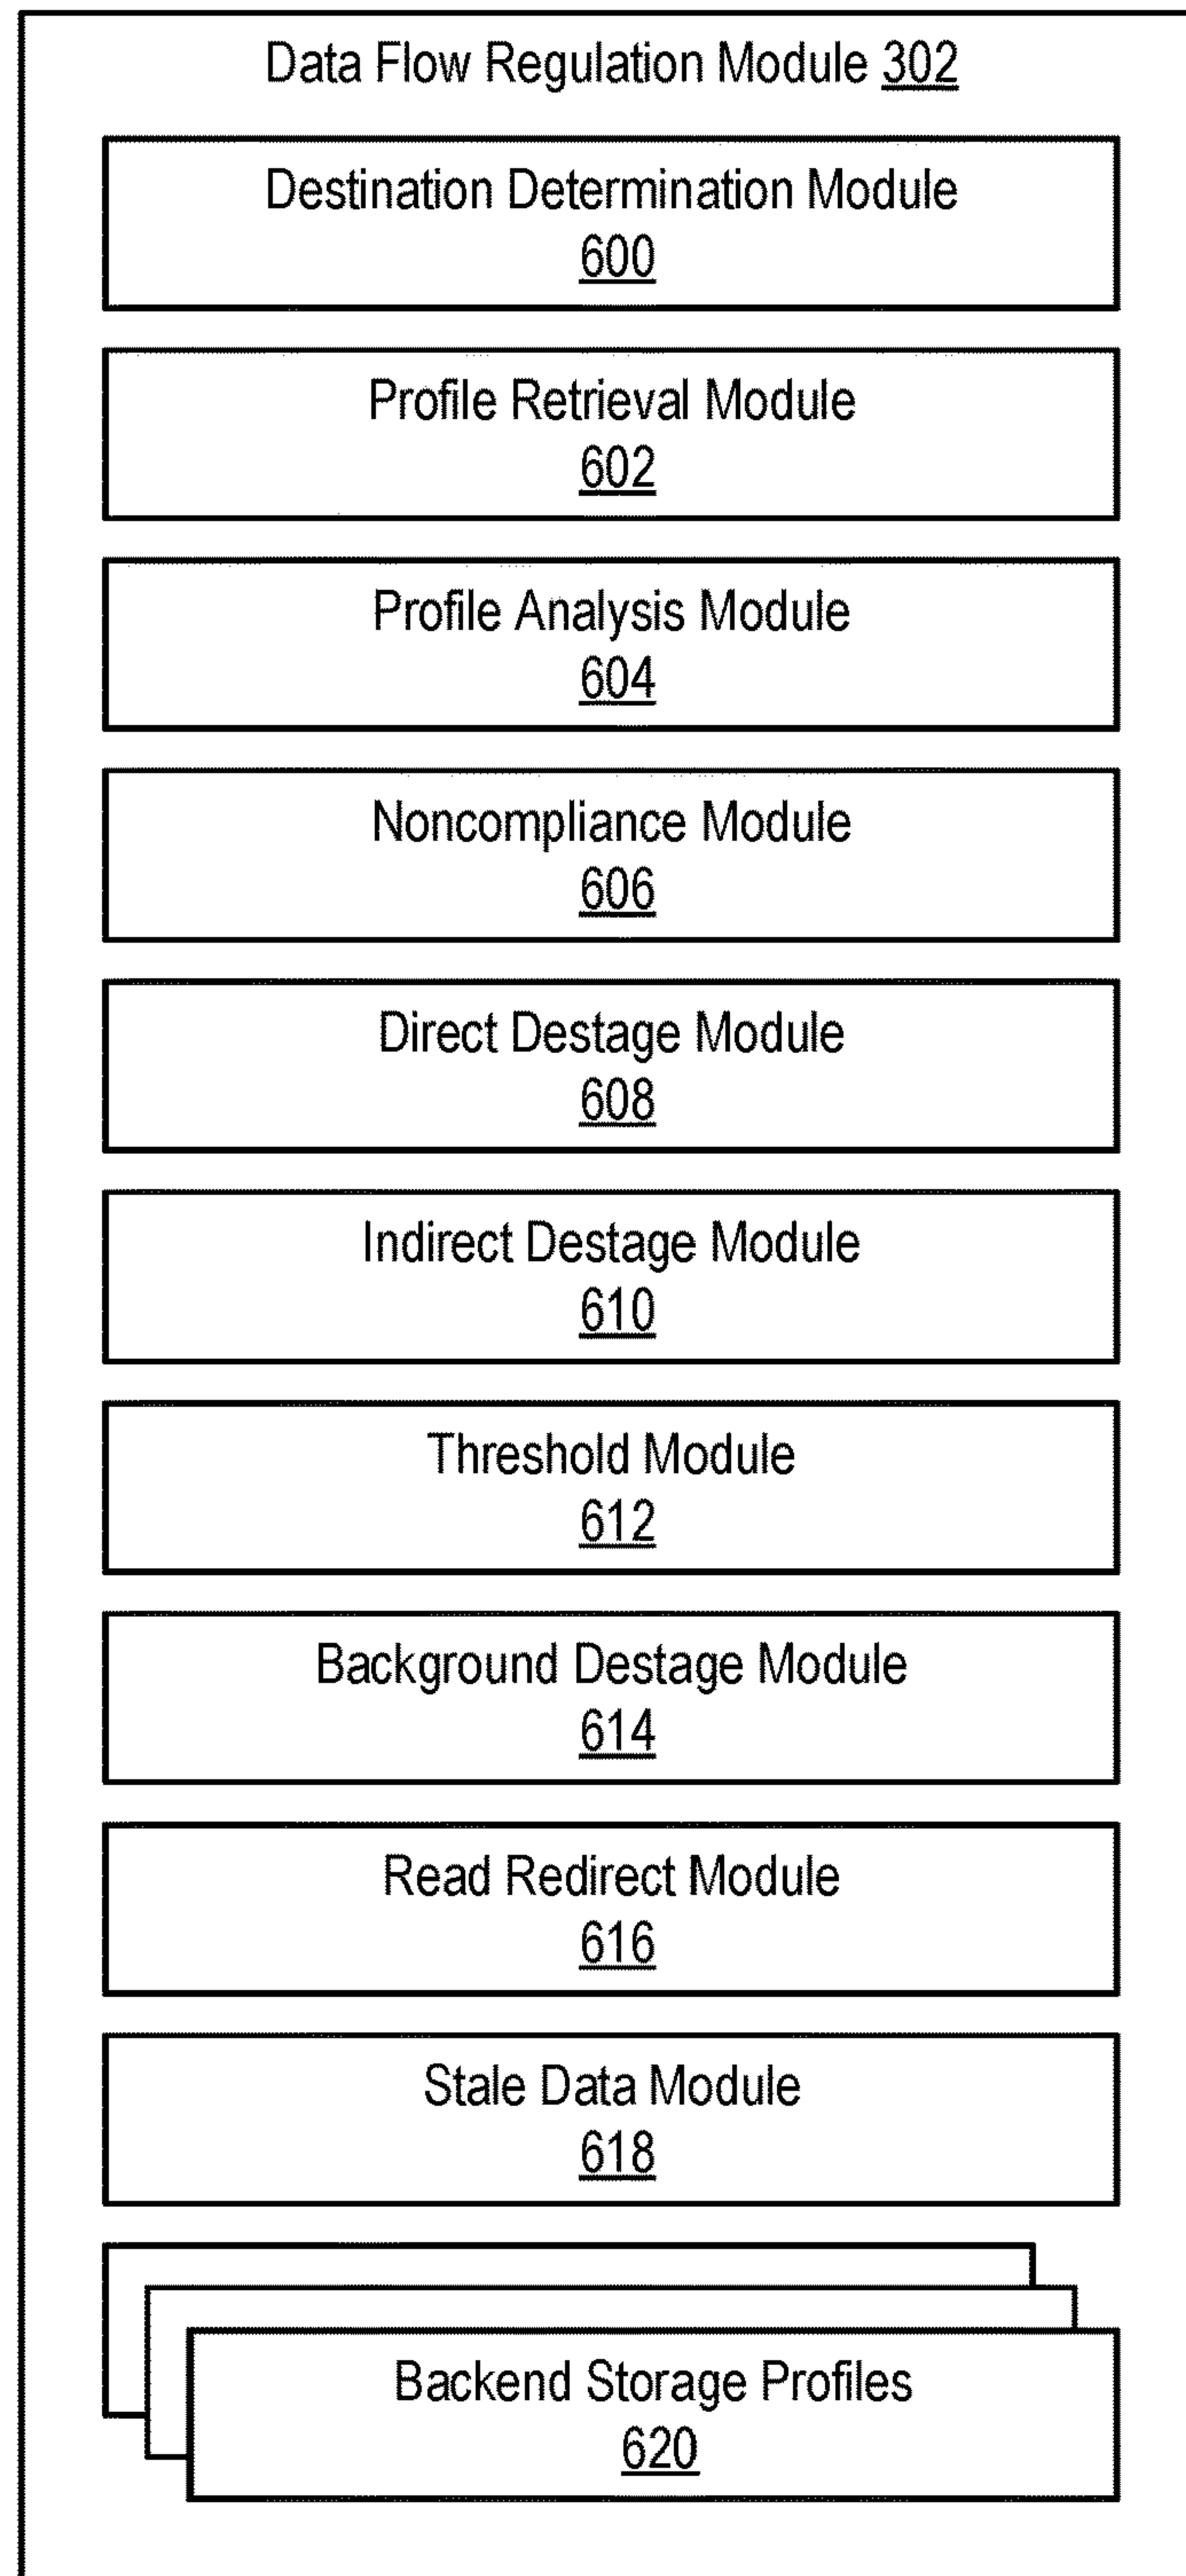 Data Flow Regulation Module 302
Destination Determination Module
600
Profile Retrieval Module
602
Profile Analysis Module
604
Noncompliance Module
606
Direct Destage Module
608
Indirect Destage Module
610
Threshold Module
612
Background Destage Module
614
Read Redirect Module
616
Stale Data Module
618
Backend Storage Profiles
620